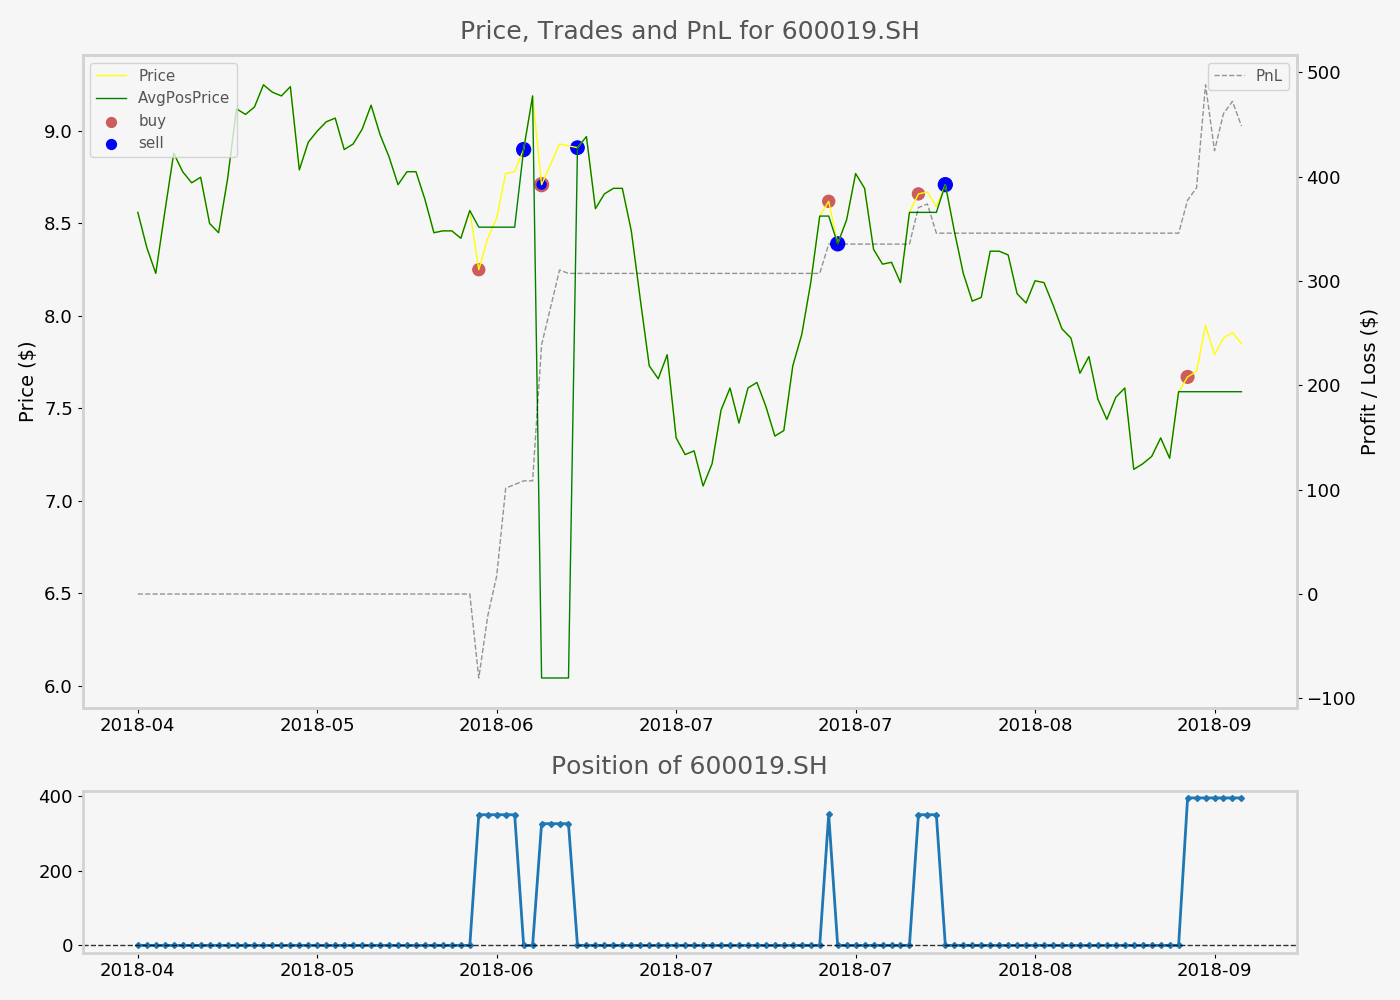 Price, Trades and PnL for 600019.SH
Price
AvgPosPrice
buy
sell
PnL
Price ($)
9.0
8.5
8.0
7.5
7.0
6.5
6.0
Profit / Loss ($)
500
400
300
200
100
0
−100
2018-04 2018-05 2018-06 2018-07 2018-07 2018-08 2018-09
Position of 600019.SH
400
200
0
2018-04 2018-05 2018-06 2018-07 2018-07 2018-08 2018-09